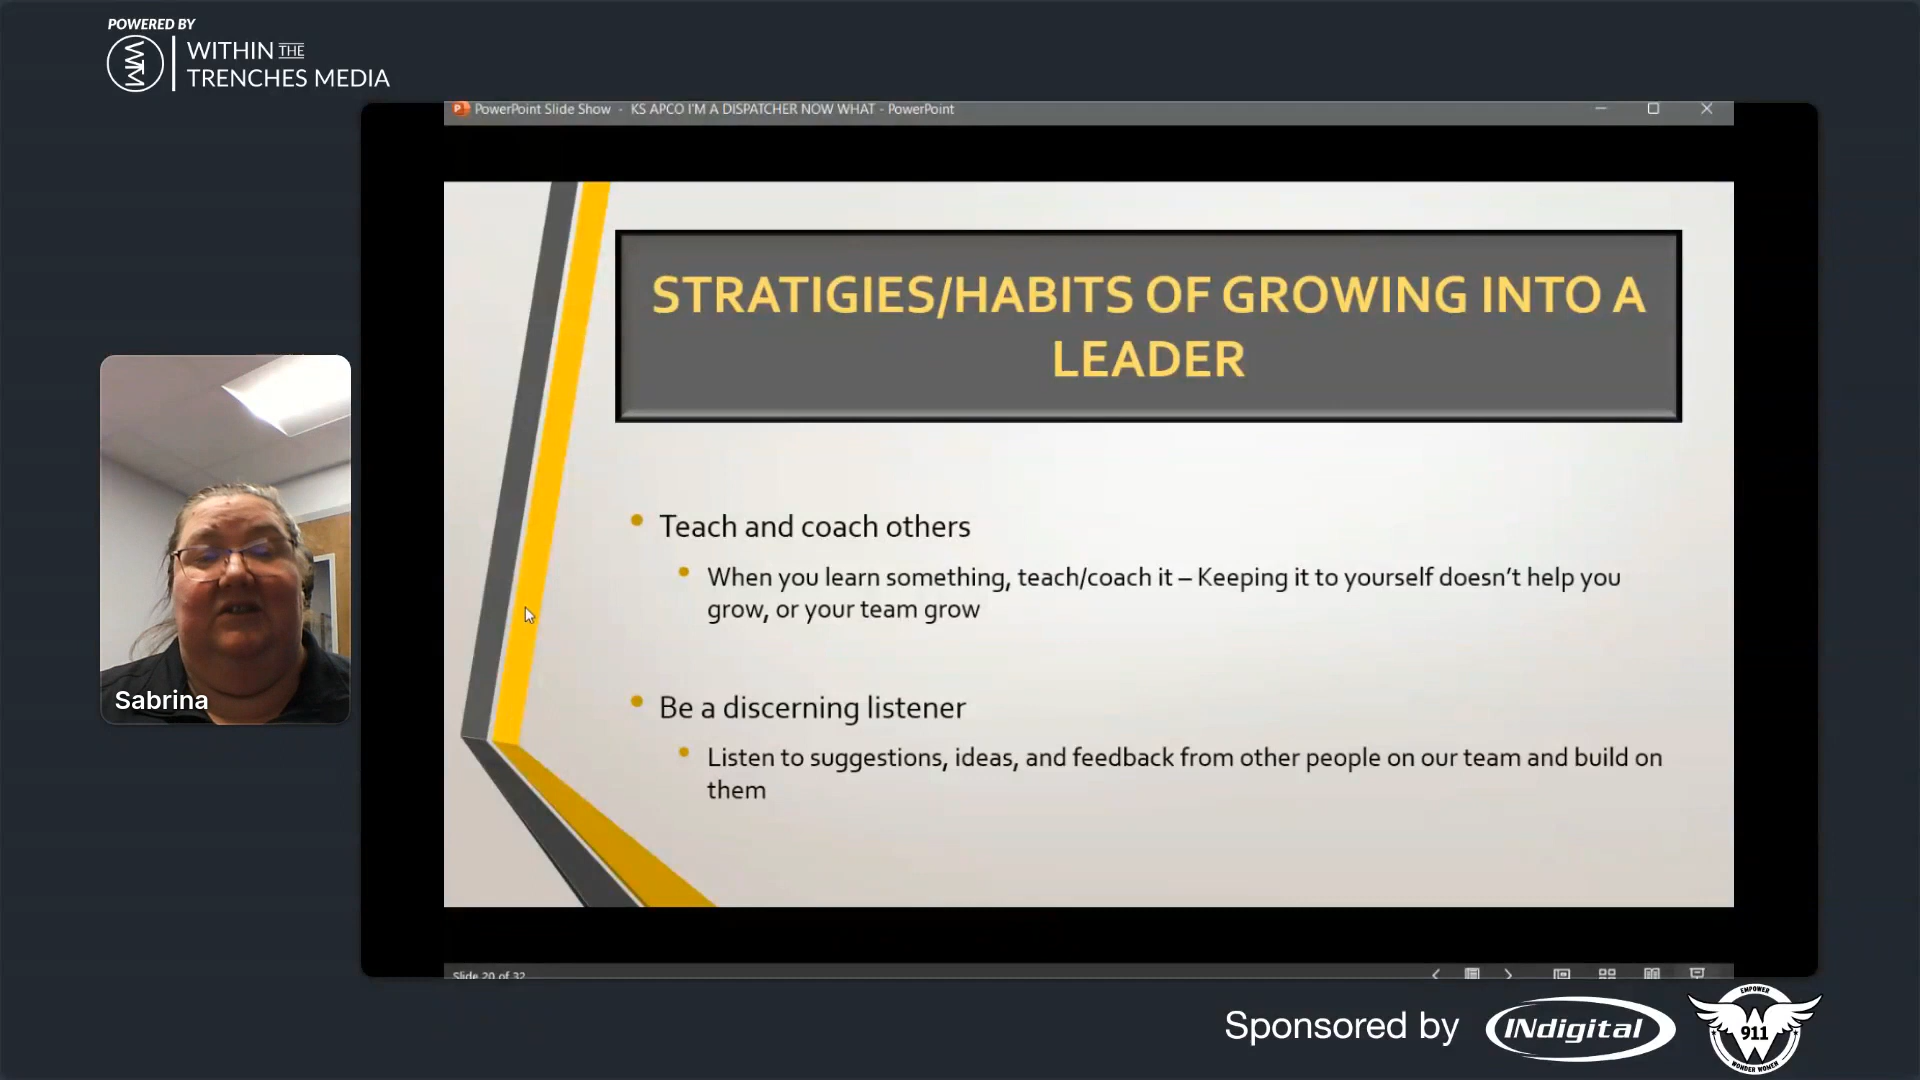 POWERED BY
WITHIN THE
TRENCHES MEDIA
PowerPoint Slide Show - KS APCO I'M A DISPATCHER NOW WHAT - PowerPoint
STRATIGIES/HABITS OF GROWING INTO A
LEADER
• Teach and coach others
• When you learn something, teach/coach it – Keeping it to yourself doesn't help you
grow, or your team grow
• Be a discerning listener
• Listen to suggestions, ideas, and feedback from other people on our team and build on
them
Sabrina
Slide 20 of 32
Sponsored by
INdigital
EMPOWER
W
911
WONDER WOMEN